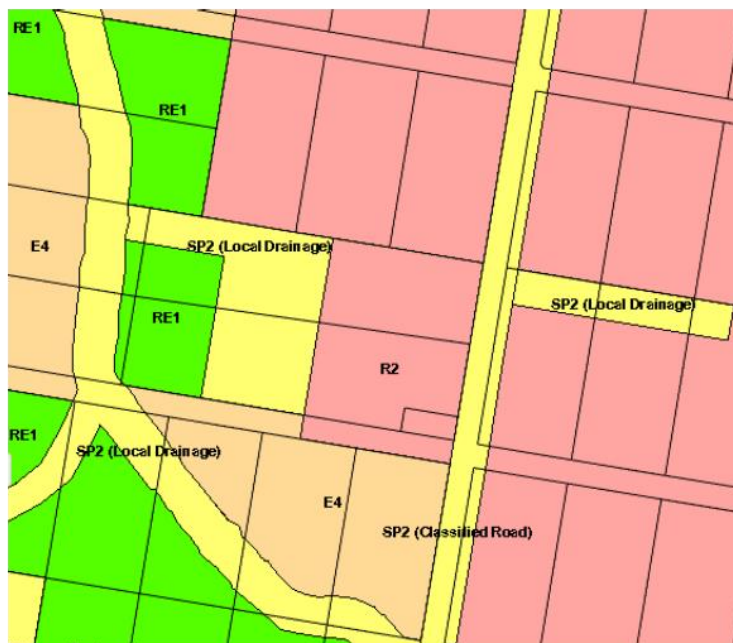 RE1
RE1
SP2 (Local Drainage)
E4
SP2 (Local Drainage)
RE1
R2
RE1
SP2 (Local Drainage)
E4
SP2 (Classified Road)